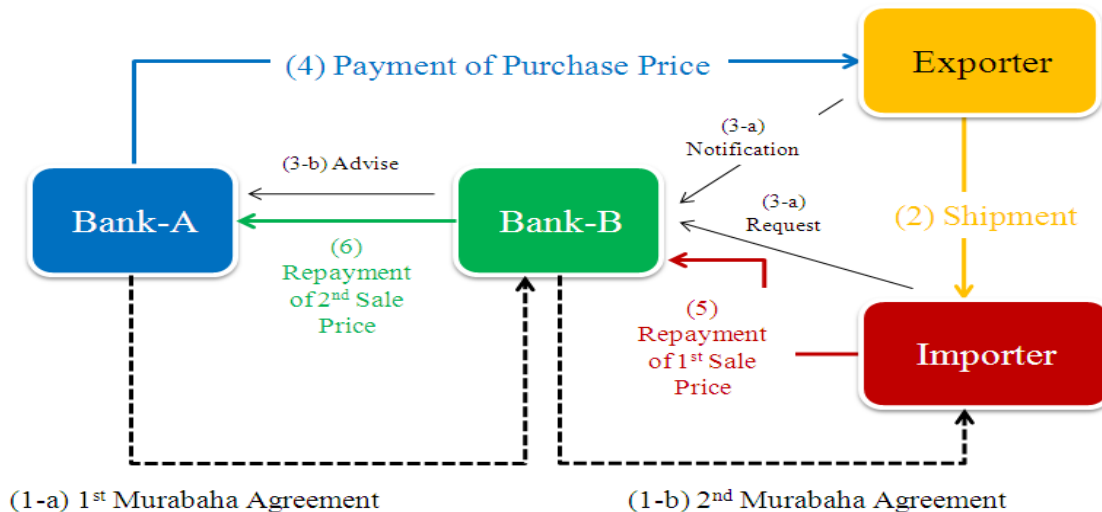 (4) Payment of Purchase Price
Exporter
(3-a)
Notification
(3-b) Advise
Bank-A
Bank-B
(3-a)
Request
(2) Shipment
(6)
Repayment
of 2nd Sale
Price
(5)
Repayment
of 1st Sale
Price
Importer
(1-a) 1st Murabaha Agreement
(1-b) 2nd Murabaha Agreement